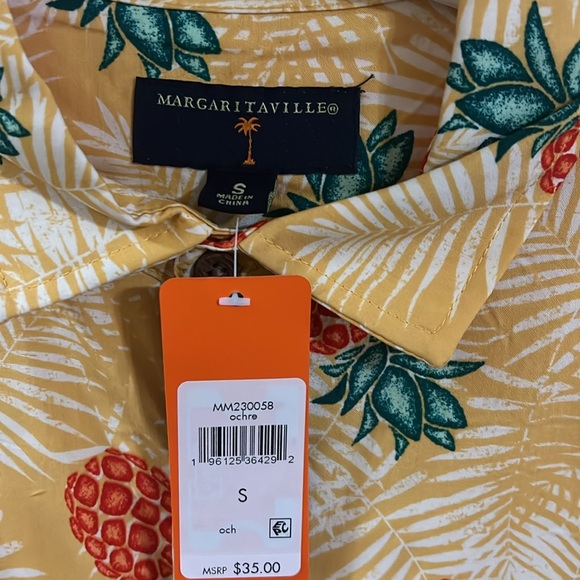 MARGARITAVILLE®
S
MADE IN
CHINA
MM230058
ochre
1 96125 36429 2
S
och
MSRP $35.00